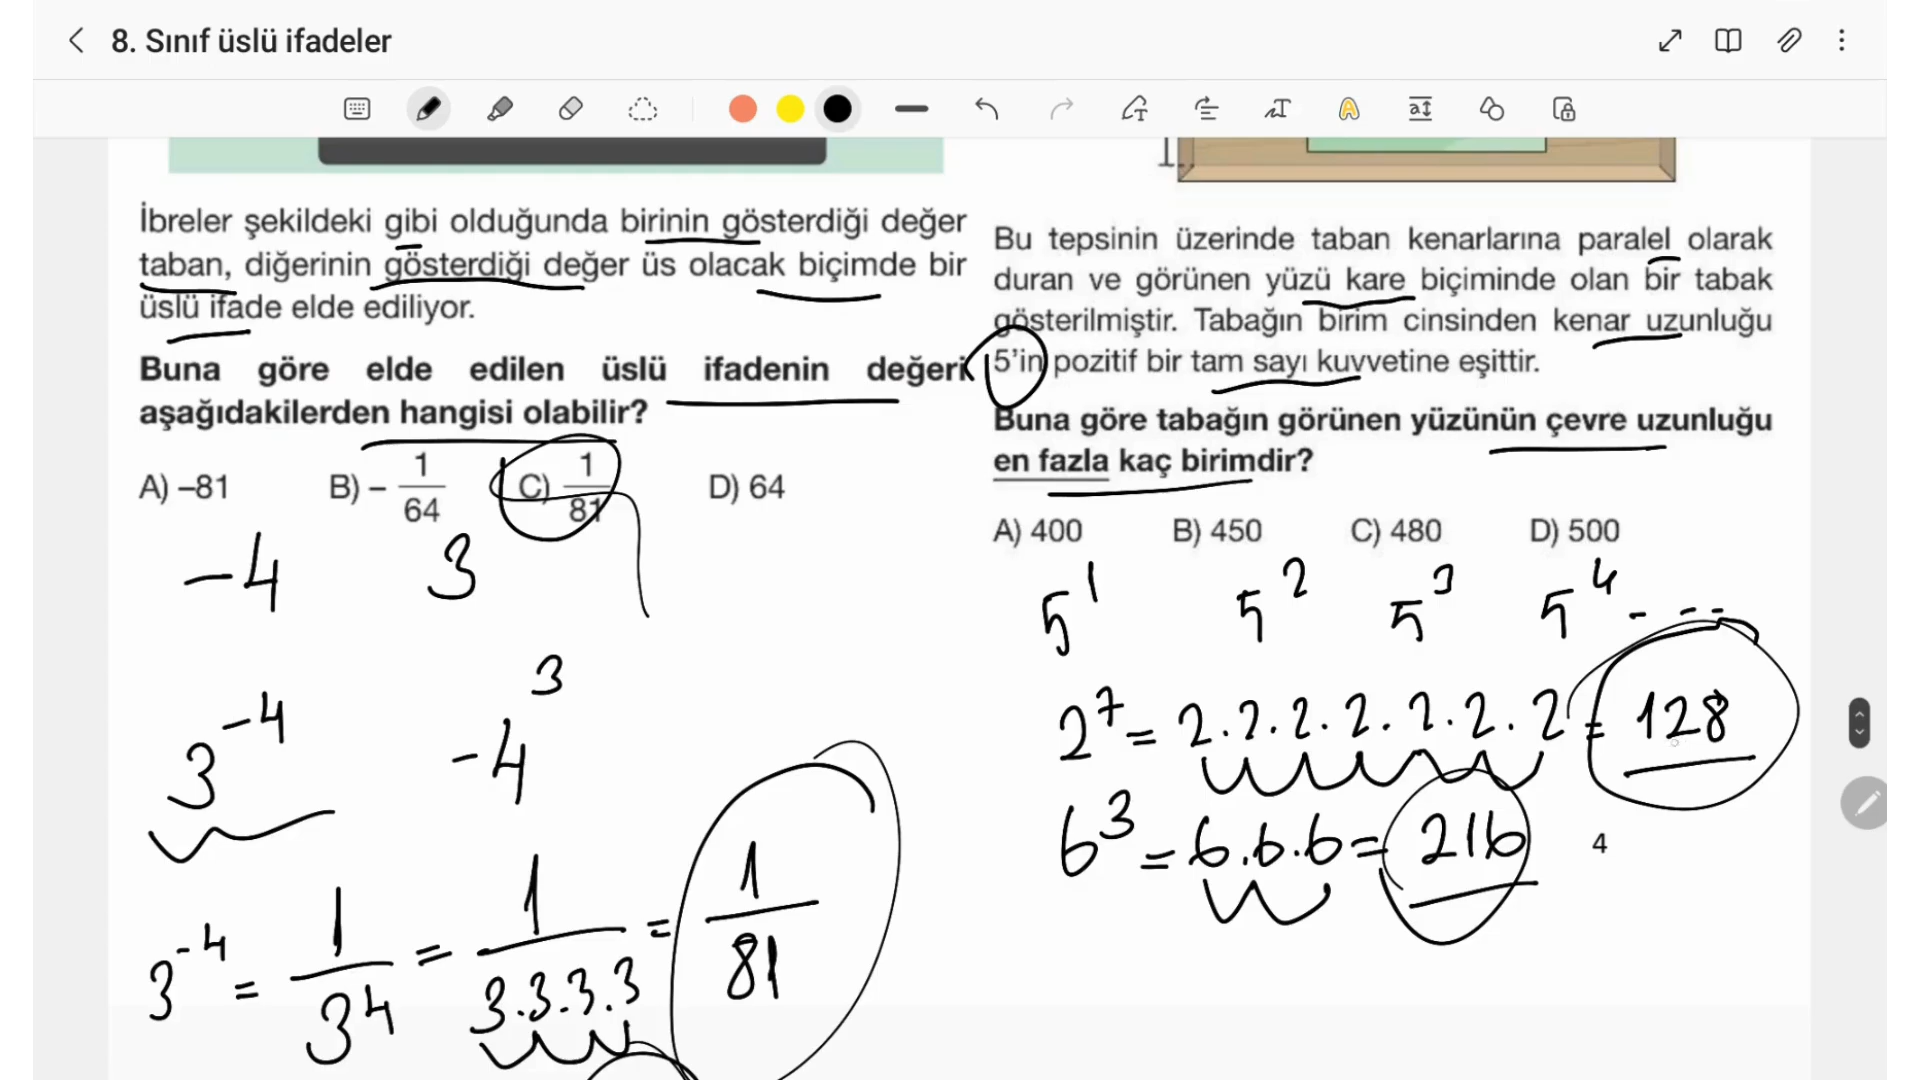 8. Sınıf üslü ifadeler
İbreler şekildeki gibi olduğunda birinin gösterdiği değer
taban, diğerinin gösterdiği değer üs olacak biçimde bir
üslü ifade elde ediliyor.
Buna göre elde edilen üslü ifadenin değeri
aşağıdakilerden hangisi olabilir?
A) –81 B) – 1/64 C) 1/81 D) 64
-4 3
3^-4 -4^3
3^-4 = 1/3^4 = 1/3.3.3.3 = 1/81
Bu tepsinin üzerinde taban kenarlarına paralel olarak
duran ve görünen yüzü kare biçiminde olan bir tabak
gösterilmiştir. Tabağın birim cinsinden kenar uzunluğu
5'in pozitif bir tam sayı kuvvetine eşittir.
Buna göre tabağın görünen yüzünün çevre uzunluğu
en fazla kaç birimdir?
A) 400 B) 450 C) 480 D) 500
5^1 5^2 5^3 5^4 - --
2^7 = 2.2.2.2.2.2.2 = 128
6^3 = 6.6.6 = 216
4